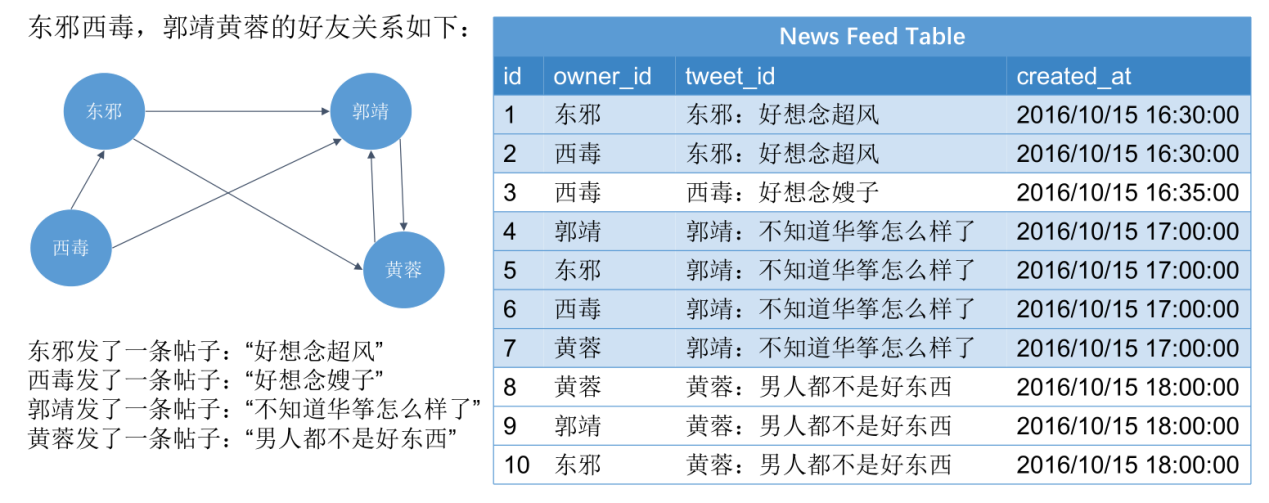 东邪西毒，郭靖黄蓉的好友关系如下：
东邪
郭靖
西毒
黄蓉
东邪发了一条帖子：“好想念超风”
西毒发了一条帖子：“好想念嫂子”
郭靖发了一条帖子：“不知道华筝怎么样了”
黄蓉发了一条帖子：“男人都不是好东西”
News Feed Table
id owner_id tweet_id created_at
1 东邪 东邪：好想念超风 2016/10/15 16:30:00
2 西毒 东邪：好想念超风 2016/10/15 16:30:00
3 西毒 西毒：好想念嫂子 2016/10/15 16:35:00
4 郭靖 郭靖：不知道华筝怎么样了 2016/10/15 17:00:00
5 东邪 郭靖：不知道华筝怎么样了 2016/10/15 17:00:00
6 西毒 郭靖：不知道华筝怎么样了 2016/10/15 17:00:00
7 黄蓉 郭靖：不知道华筝怎么样了 2016/10/15 17:00:00
8 黄蓉 黄蓉：男人都不是好东西 2016/10/15 18:00:00
9 郭靖 黄蓉：男人都不是好东西 2016/10/15 18:00:00
10 东邪 黄蓉：男人都不是好东西 2016/10/15 18:00:00